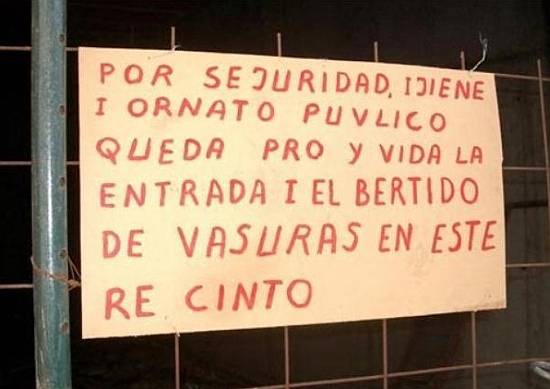 POR SEJURIDAD, IJIENE
I ORNATO PUVLICO
QUEDA PRO Y VIDA LA
ENTRADA I EL BERTIDO
DE VASURAS EN ESTE
RE CINTO